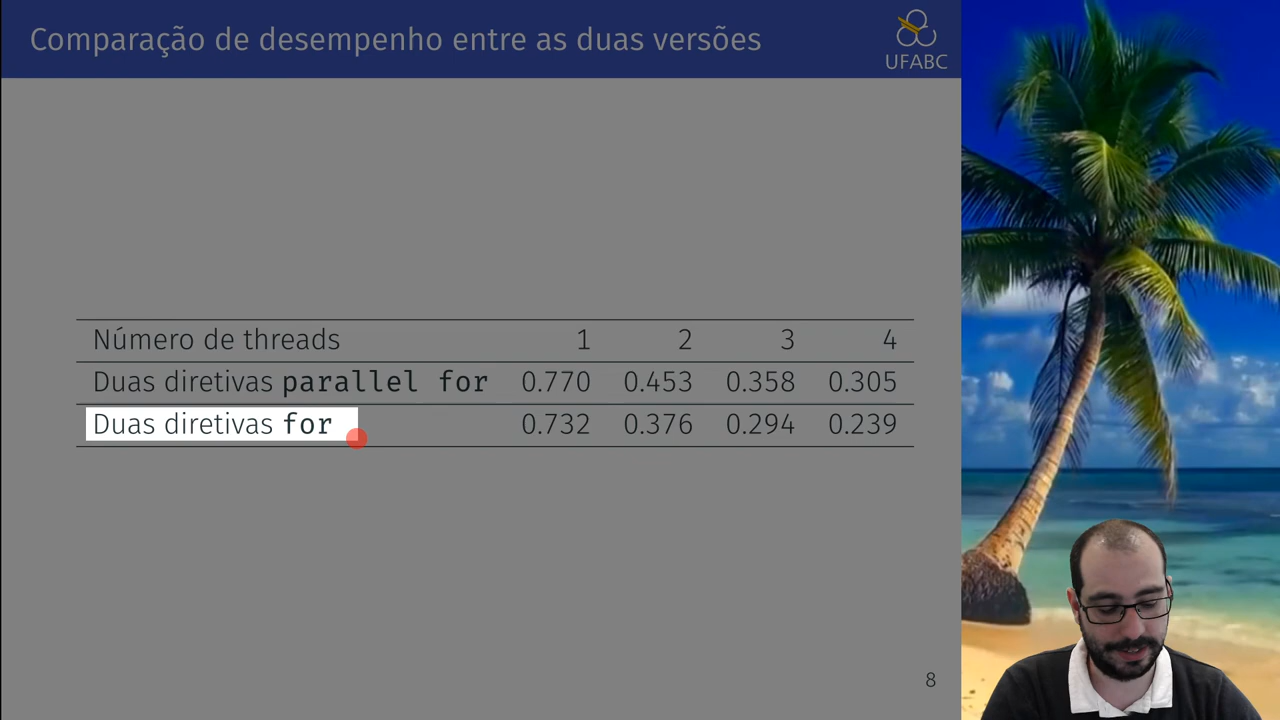 Comparação de desempenho entre as duas versões
UFABC
Número de threads 1 2 3 4
Duas diretivas parallel for 0.770 0.453 0.358 0.305
Duas diretivas for 0.732 0.376 0.294 0.239
8